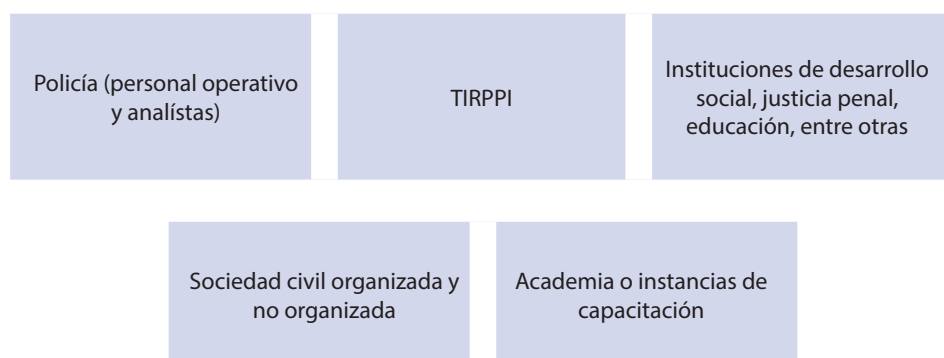 Policía (personal operativo
y analístas)
TIRPPI
Instituciones de desarrollo
social, justicia penal,
educación, entre otras
Sociedad civil organizada y
no organizada
Academia o instancias de
capacitación